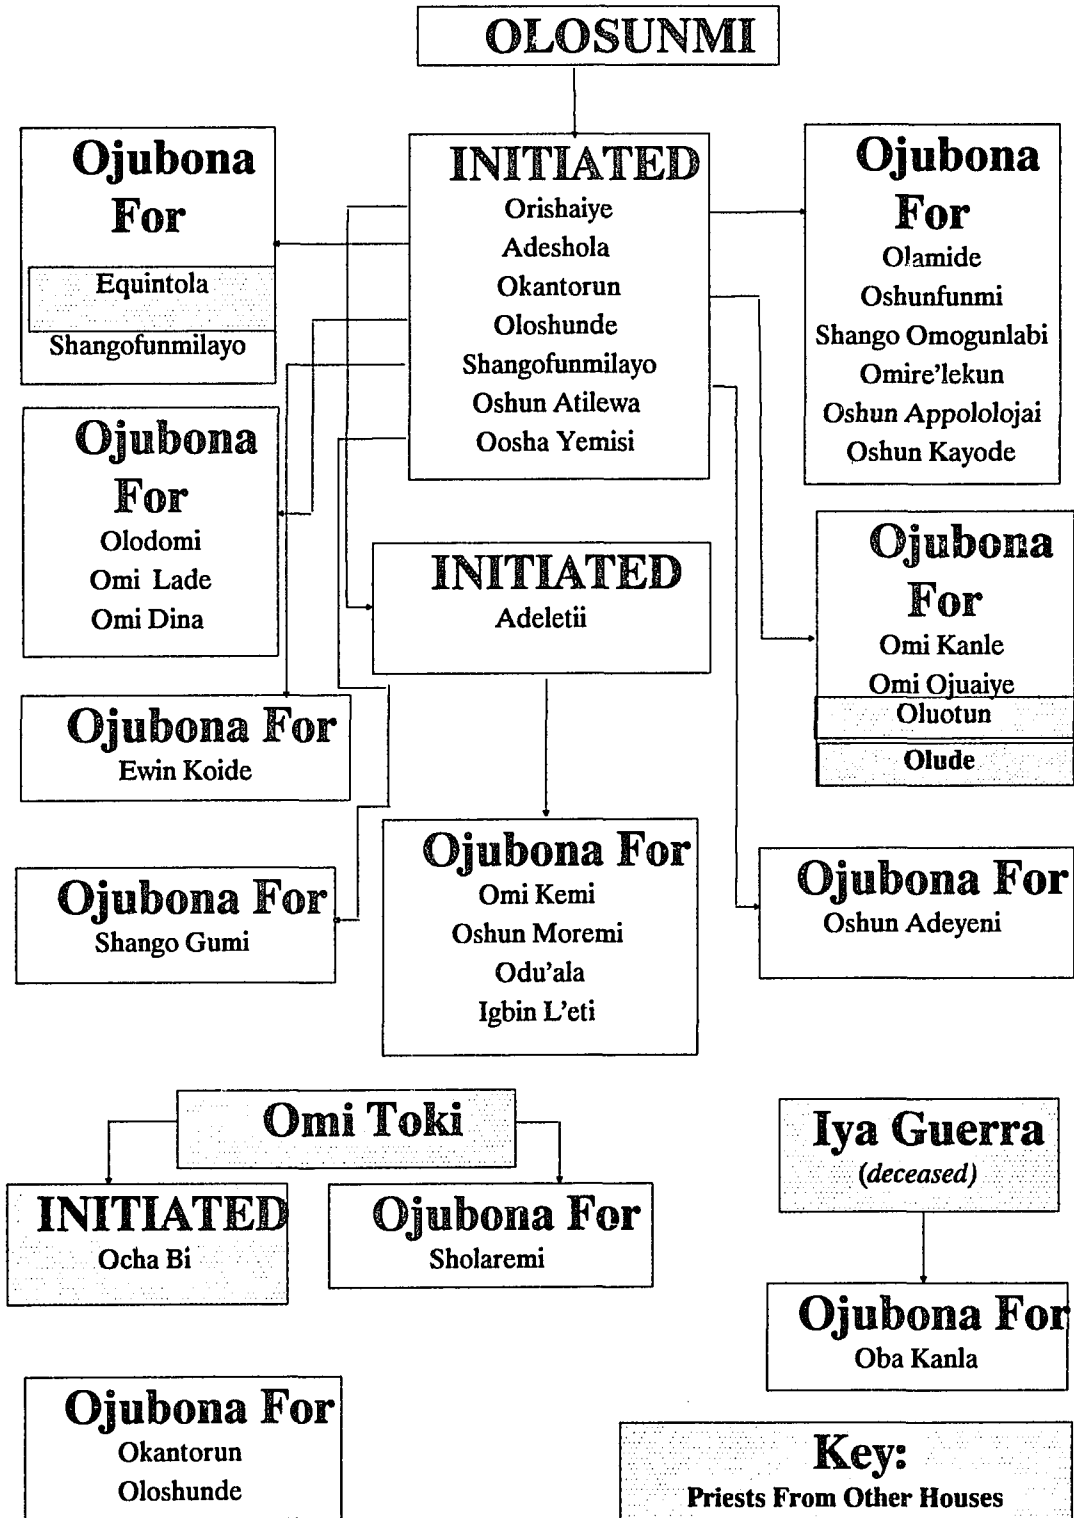 OLOSUNMI
Ojubona
For
Equintola
Shangofunmilayo
INITIATED
Orishaiye
Adeshola
Okantorun
Oloshunde
Shangofunmilayo
Oshun Atilewa
Oosha Yemisi
Ojubona
For
Olamide
Oshunfunmi
Shango Omogunlabi
Omire'lekun
Oshun Appololojai
Oshun Kayode
Ojubona
For
Olodomi
Omi Lade
Omi Dina
INITIATED
Adeletii
Ojubona
For
Omi Kanle
Omi Ojuaiye
Oluotun
Olude
Ojubona For
Ewin Koide
Ojubona For
Shango Gumi
Ojubona For
Omi Kemi
Oshun Moremi
Odu'ala
Igbin L'eti
Ojubona For
Oshun Adeyeni
Omi Toki
INITIATED
Ocha Bi
Ojubona For
Sholaremi
Iya Guerra
(deceased)
Ojubona For
Oba Kanla
Ojubona For
Okantorun
Oloshunde
Key:
Priests From Other Houses